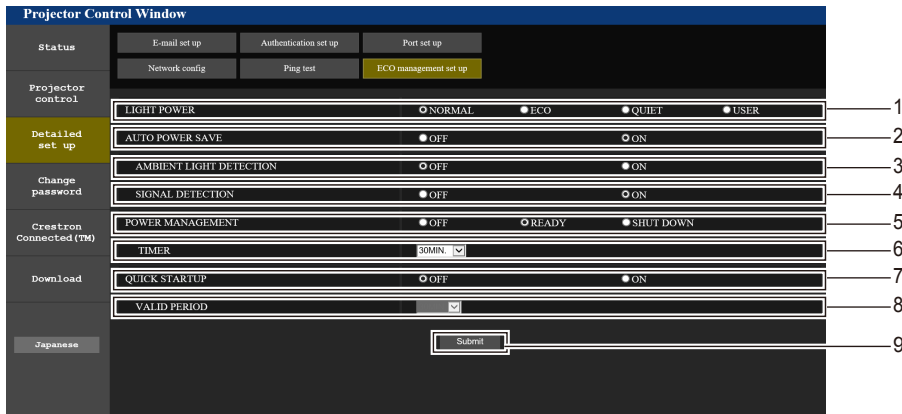 Projector Control Window
Status
Projector
control
Detailed
set up
Change
password
Crestron
Connected(TM)
Download
Japanese
E-mail set up Authentication set up Port set up
Network config Ping test ECO management set up
LIGHT POWER NORMAL ECO QUIET USER 1
AUTO POWER SAVE OFF ON 2
AMBIENT LIGHT DETECTION OFF ON 3
SIGNAL DETECTION OFF ON 4
POWER MANAGEMENT OFF READY SHUT DOWN 5
TIMER 30MIN. 6
QUICK STARTUP OFF ON 7
VALID PERIOD 8
Submit 9